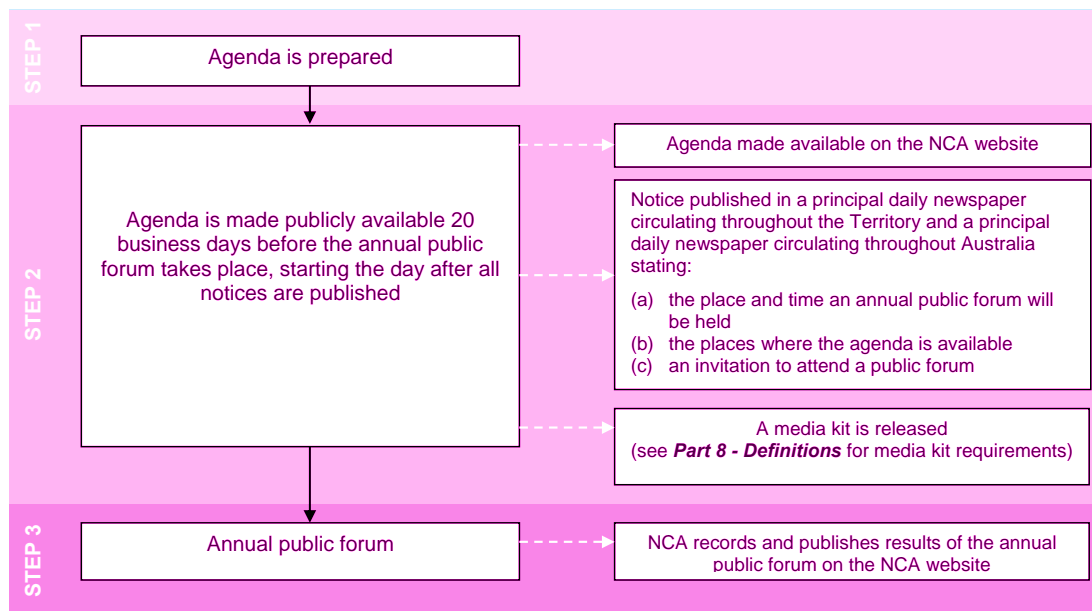 STEP 1
Agenda is prepared
STEP 2
Agenda is made publicly available 20
business days before the annual public
forum takes place, starting the day after all
notices are published
Agenda made available on the NCA website
Notice published in a principal daily newspaper
circulating throughout the Territory and a principal
daily newspaper circulating throughout Australia
stating:
(a) the place and time an annual public forum will
be held
(b) the places where the agenda is available
(c) an invitation to attend a public forum
A media kit is released
(see Part 8 - Definitions for media kit requirements)
STEP 3
Annual public forum
NCA records and publishes results of the annual
public forum on the NCA website